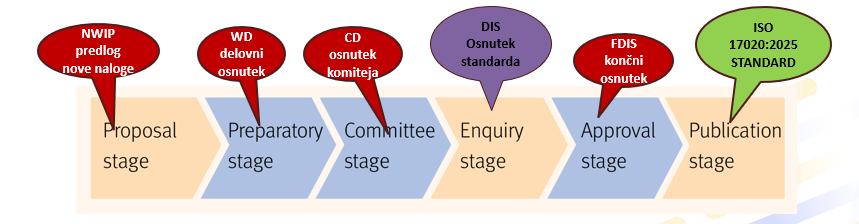 NWIP
predlog
nove naloge
WD
delovni
osnutek
CD
osnutek
komiteja
DIS
Osnutek
standarda
FDIS
končni
osnutek
ISO
17020:2025
STANDARD
Proposal
stage
Preparatory
stage
Committee
stage
Enquiry
stage
Approval
stage
Publication
stage